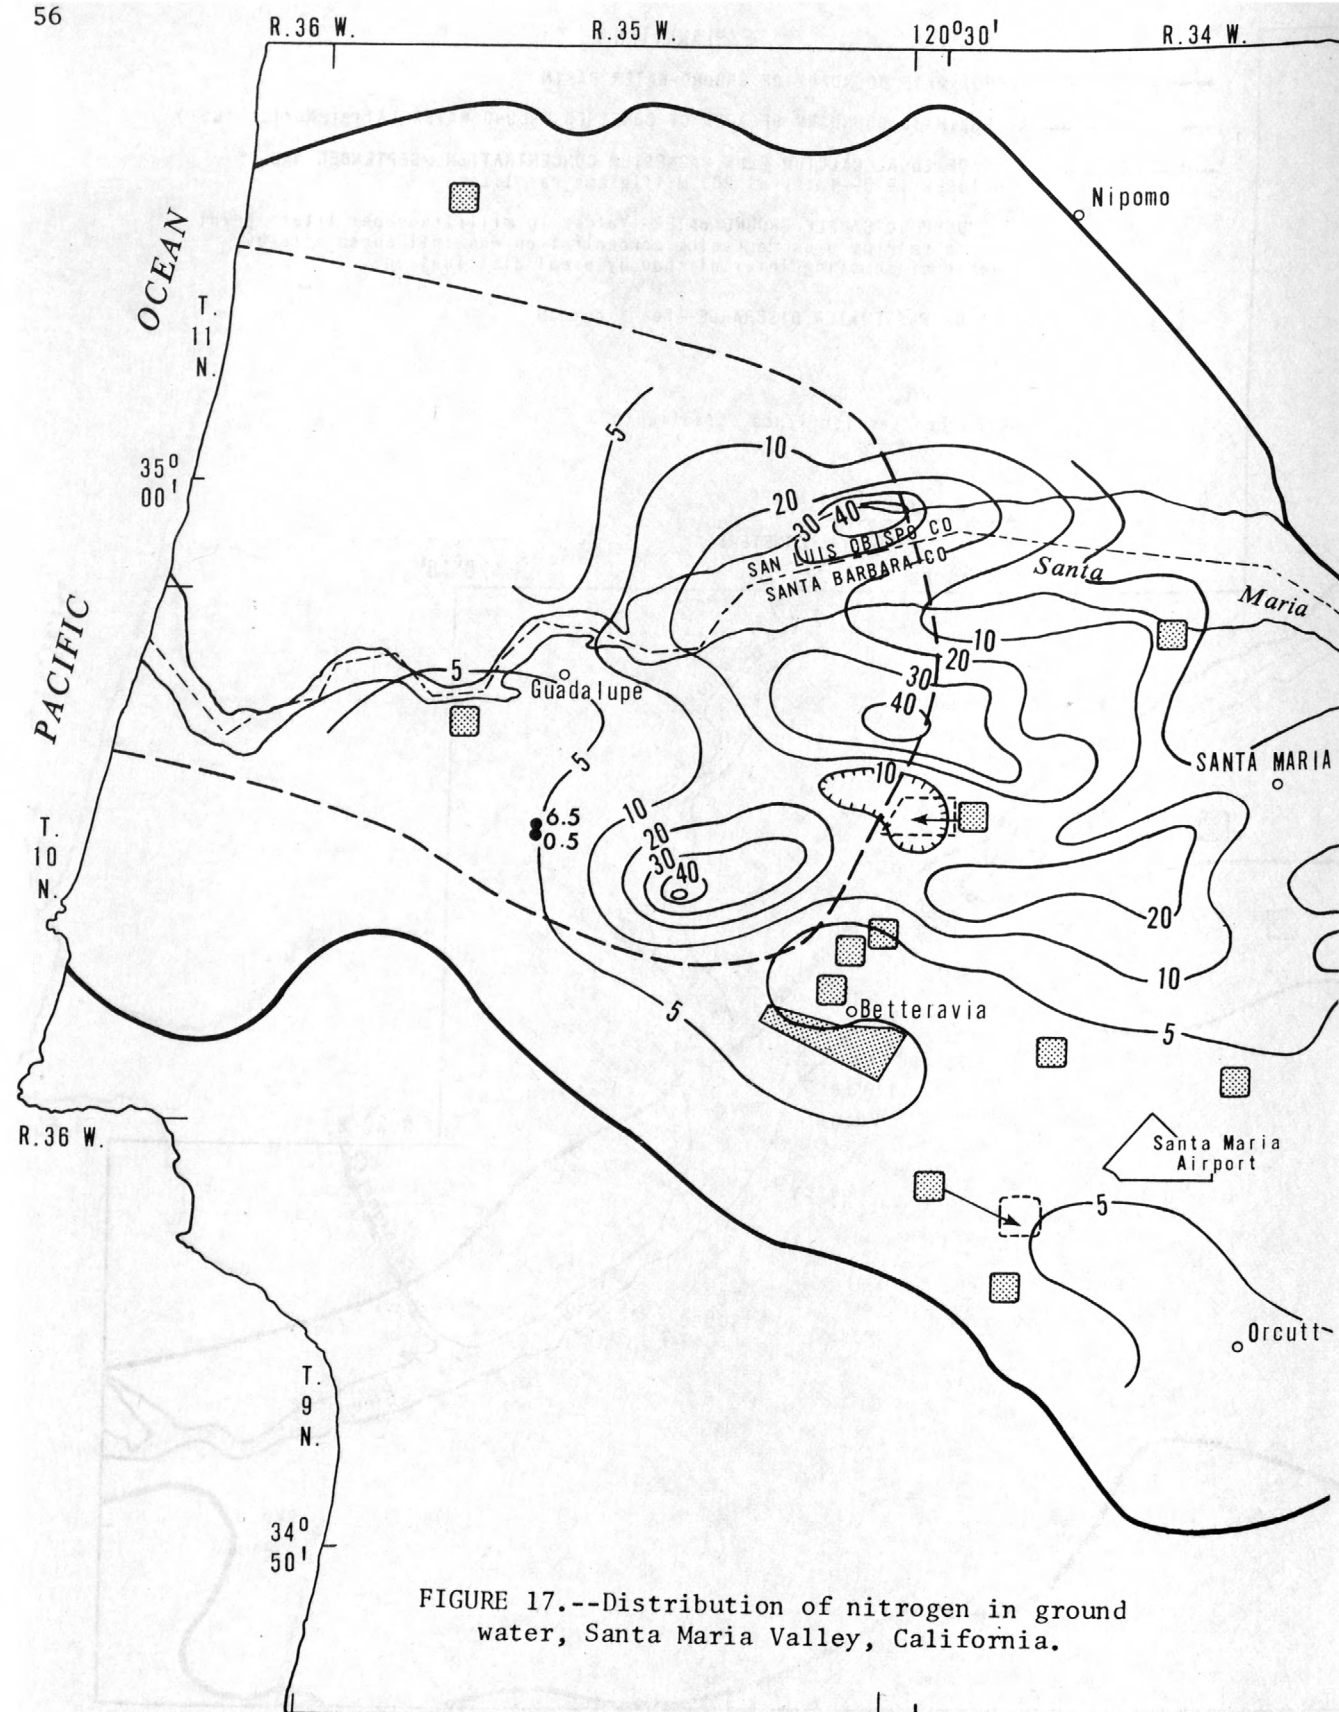 56
R.36 W.
R.35 W.
120°30'
R.34 W.
Nipomo
OCEAN
T.
11
N.
5
10
35°
00'
20
30
40
SAN LUIS OBISPO CO
SANTA BARBARA CO
Santa
Maria
PACIFIC
10
20
5
30
Guadalupe
40
SANTA MARIA
5
10
T.
10
N.
6.5
0.5
10
20
30
40
20
10
5
Betteravia
5
R.36 W.
Santa Maria
Airport
5
Orcutt
T.
9
N.
34°
50'
FIGURE 17.--Distribution of nitrogen in ground
water, Santa Maria Valley, California.